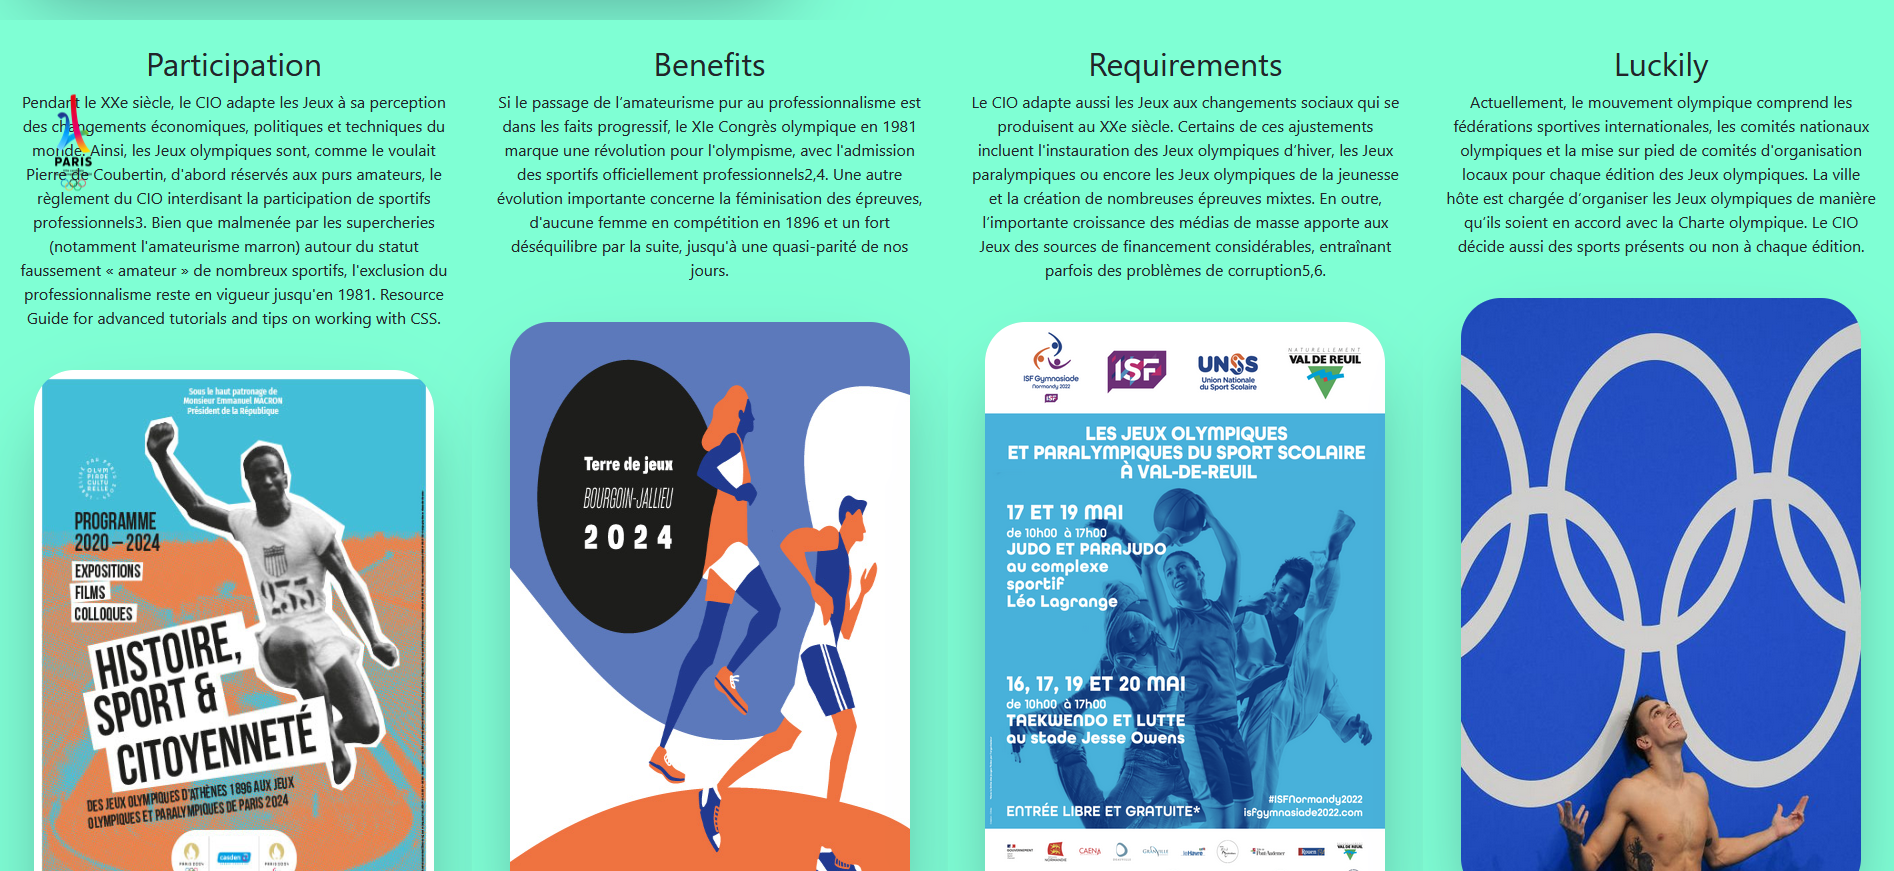 Participation
Pendant le XXe siècle, le CIO adapte les Jeux à sa perception
des changements économiques, politiques et techniques du
monde. Ainsi, les Jeux olympiques sont, comme le voulait
Pierre de Coubertin, d'abord réservés aux purs amateurs, le
règlement du CIO interdisant la participation de sportifs
professionnels3. Bien que malmenée par les supercheries
(notamment l'amateurisme marron) autour du statut
faussement « amateur » de nombreux sportifs, l'exclusion du
professionnalisme reste en vigueur jusqu'en 1981. Resource
Guide for advanced tutorials and tips on working with CSS.
PARIS
Sous le haut patronage de
Monsieur Emmanuel MACRON
Président de la République
OLYM
PIADE
CULTU
RELLE
PROGRAMME
2020 – 2024
EXPOSITIONS
FILMS
COLLOQUES
935
HISTOIRE,
SPORT &
CITOYENNETÉ
DES JEUX OLYMPIQUES D'ATHÈNES 1896 AUX JEUX
OLYMPIQUES ET PARALYMPIQUES DE PARIS 2024
PARIS 2024
casden
PARIS 2024
Benefits
Si le passage de l’amateurisme pur au professionnalisme est
dans les faits progressif, le XIe Congrès olympique en 1981
marque une révolution pour l'olympisme, avec l'admission
des sportifs officiellement professionnels2,4. Une autre
évolution importante concerne la féminisation des épreuves,
d'aucune femme en compétition en 1896 et un fort
déséquilibre par la suite, jusqu'à une quasi-parité de nos
jours.
Terre de jeux
BOURGOIN-JALLIEU
2024
Requirements
Le CIO adapte aussi les Jeux aux changements sociaux qui se
produisent au XXe siècle. Certains de ces ajustements
incluent l'instauration des Jeux olympiques d’hiver, les Jeux
paralympiques ou encore les Jeux olympiques de la jeunesse
et la création de nombreuses épreuves mixtes. En outre,
l’importante croissance des médias de masse apporte aux
Jeux des sources de financement considérables, entraînant
parfois des problèmes de corruption5,6.
ISF Gymnasiade
Normandy 2022
ISF
ISF
UNSS
Union Nationale
du Sport Scolaire
NATURELLEMENT
VAL DE REUIL
LES JEUX OLYMPIQUES
ET PARALYMPIQUES DU SPORT SCOLAIRE
À VAL-DE-REUIL
17 ET 19 MAI
de 10h00 à 17h00
JUDO ET PARAJUDO
au complexe
sportif
Léo Lagrange
16, 17, 19 ET 20 MAI
de 10h00 à 17h00
TAEKWENDO ET LUTTE
au stade Jesse Owens
#ISFNormandy2022
ENTRÉE LIBRE ET GRATUITE*
isfgymnasiade2022.com
CAEN
VAL DE REUIL
Luckily
Actuellement, le mouvement olympique comprend les
fédérations sportives internationales, les comités nationaux
olympiques et la mise sur pied de comités d'organisation
locaux pour chaque édition des Jeux olympiques. La ville
hôte est chargée d’organiser les Jeux olympiques de manière
qu’ils soient en accord avec la Charte olympique. Le CIO
décide aussi des sports présents ou non à chaque édition.